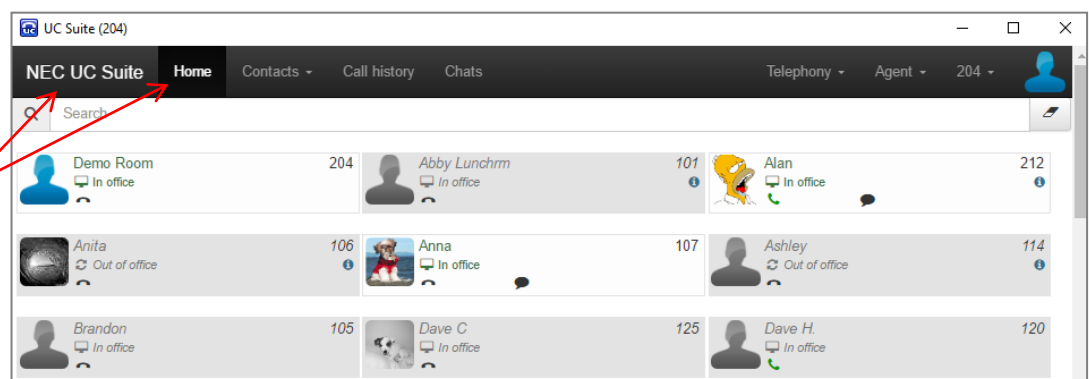 UC Suite (204)
NEC UC Suite Home Contacts Call history Chats Telephony Agent 204
Search
Demo Room 204 Abby Lunchrm 101 Alan 212
In office In office In office
Anita 106 Anna 107 Ashley 114
Out of office In office Out of office
Brandon 105 Dave C 125 Dave H. 120
In office In office In office